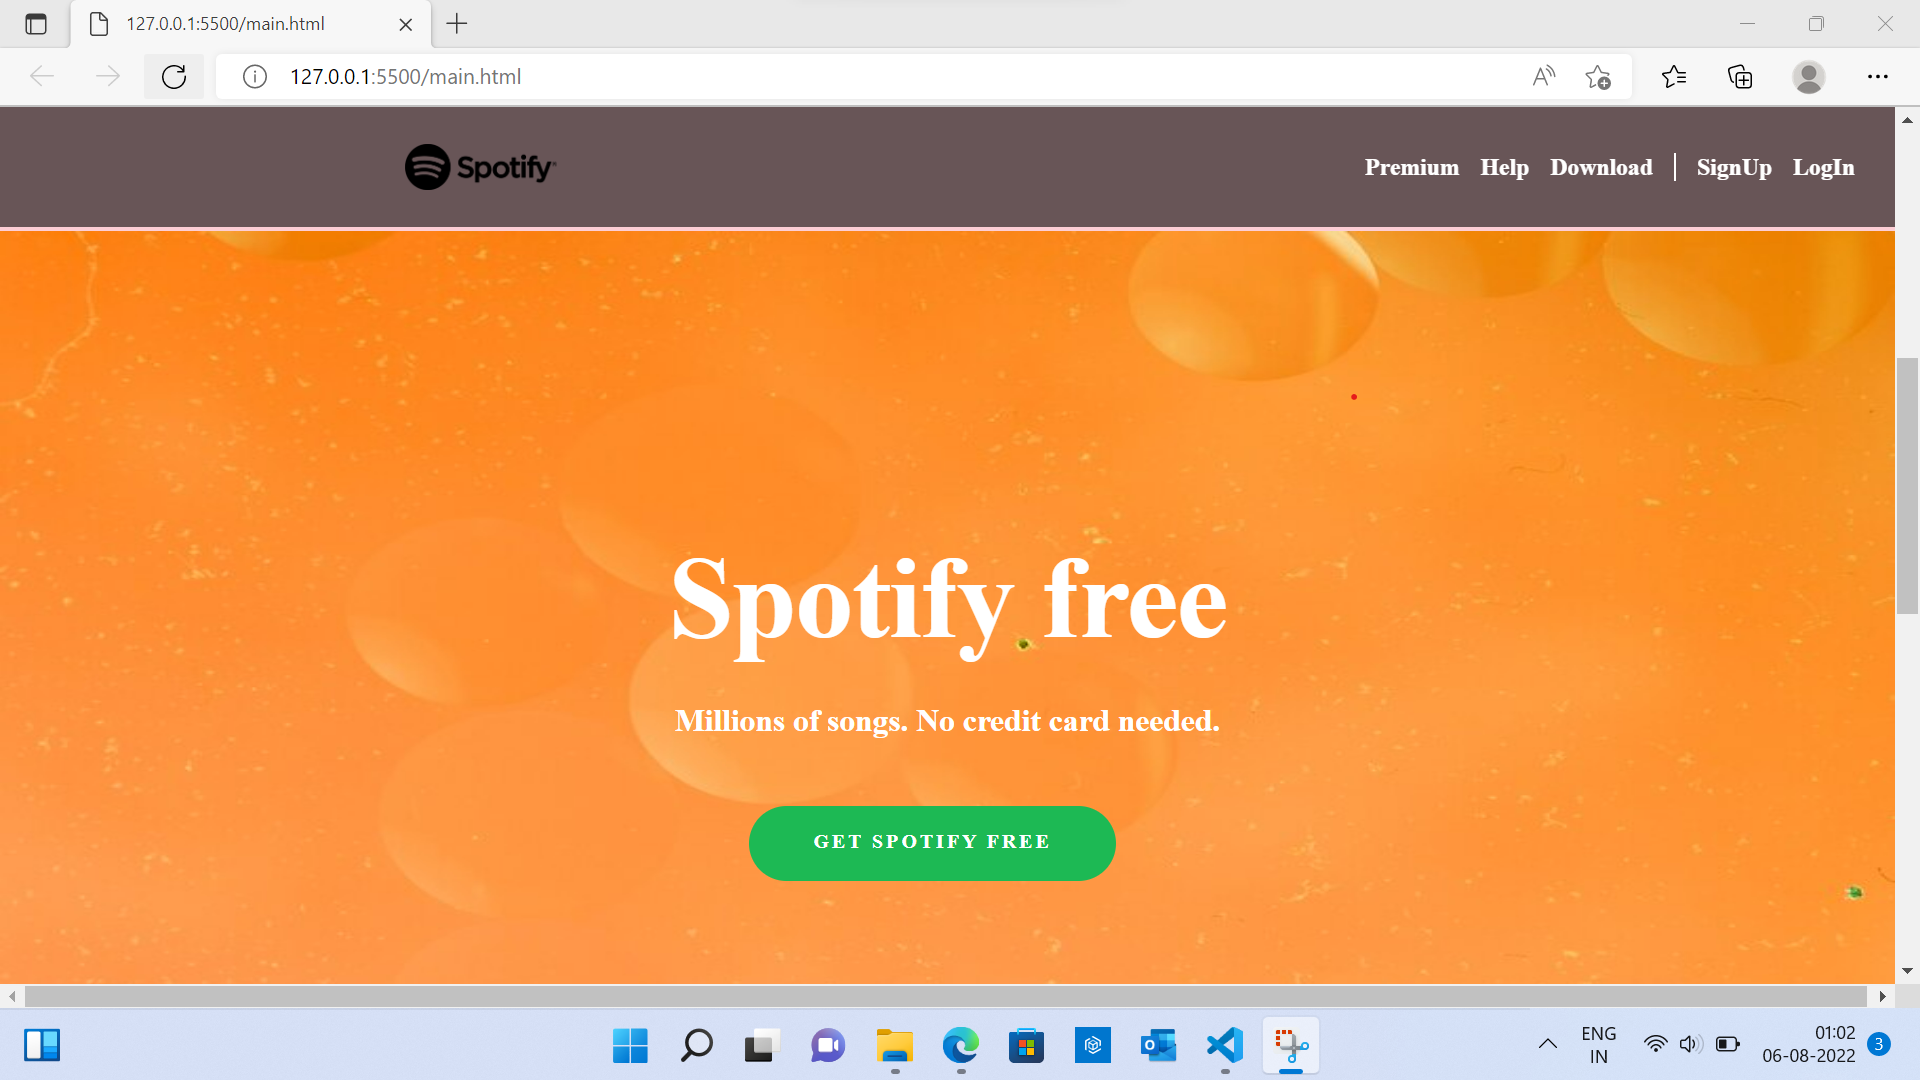 127.0.0.1:5500/main.html
127.0.0.1:5500/main.html
Spotify
Premium Help Download | SignUp LogIn
Spotify free
Millions of songs. No credit card needed.
GET SPOTIFY FREE
ENG
IN
01:02
06-08-2022
3